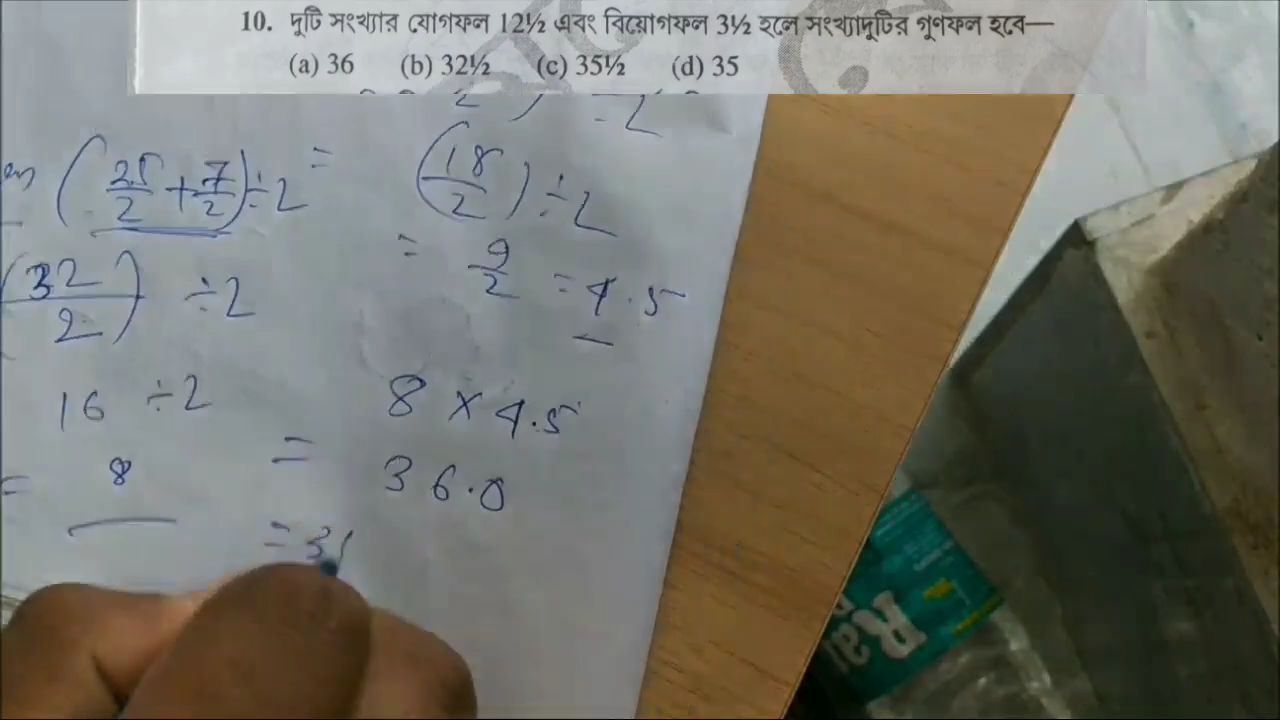 10. দুটি সংখ্যার যোগফল 12½ এবং বিয়োগফল 3½ হলে সংখ্যাদুটির গুণফল হবে—
(a) 36 (b) 32½ (c) 35½ (d) 35
(25/2 + 7/2) ÷ 2 =
(32/2) ÷ 2
16 ÷ 2
= 8
(18/2) ÷ 2
= 9/2 = 4.5
8 × 4.5
= 36.0
= 3